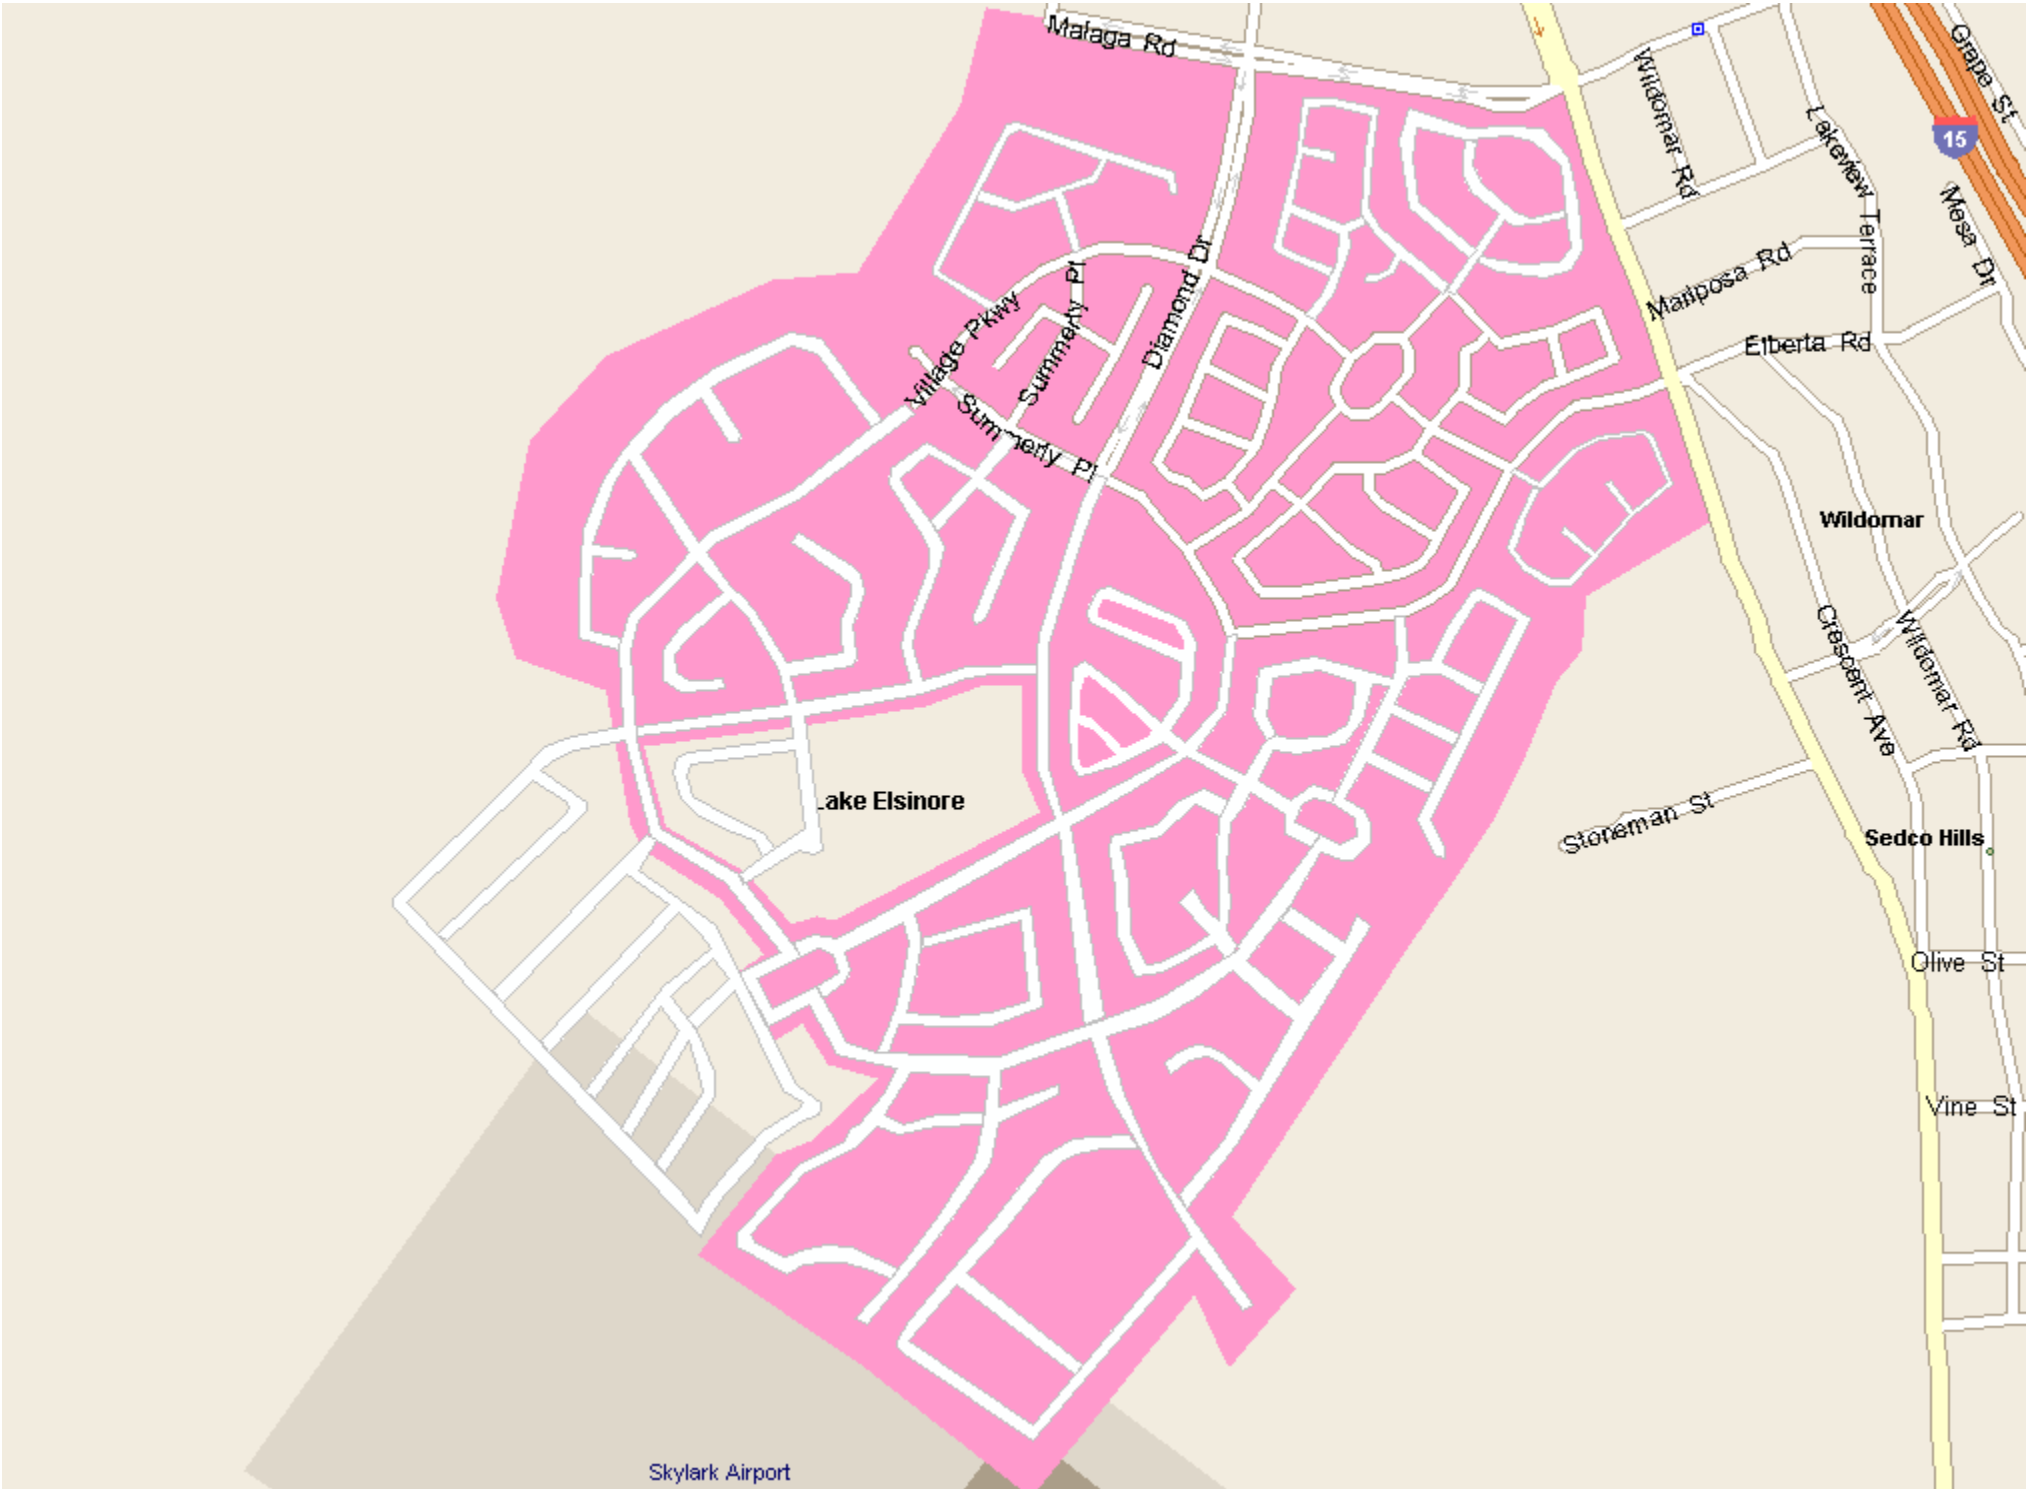 Malaga Rd
Grape St
Wildomar Rd
15
Lakeview Terrace
Mesa Dr
Mariposa Rd
Diamond Dr
Summerly Pl
Village Pkwy
Elberta Rd
Summerly Pl
Wildomar
Crescent Ave
Wildomar Rd
Lake Elsinore
Stoneman St
Sedco Hills
Olive St
Vine St
Skylark Airport